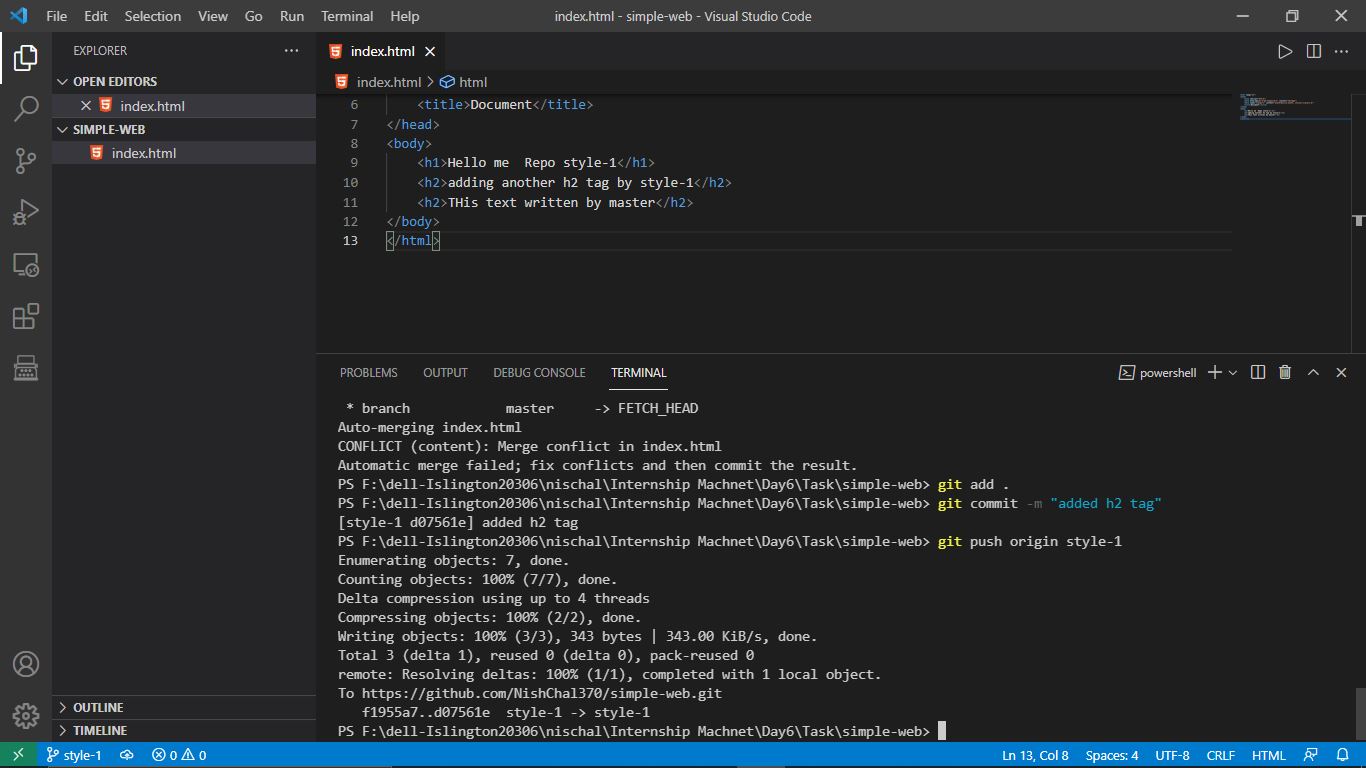 File Edit Selection View Go Run Terminal Help index.html - simple-web - Visual Studio Code
EXPLORER
OPEN EDITORS
index.html
SIMPLE-WEB
index.html
OUTLINE
TIMELINE
index.html
index.html > html
6 <title>Document</title>
7 </head>
8 <body>
9 <h1>Hello me  Repo style-1</h1>
10 <h2>adding another h2 tag by style-1</h2>
11 <h2>THis text written by master</h2>
12 </body>
13 </html>
PROBLEMS OUTPUT DEBUG CONSOLE TERMINAL powershell
* branch            master     -> FETCH_HEAD
Auto-merging index.html
CONFLICT (content): Merge conflict in index.html
Automatic merge failed; fix conflicts and then commit the result.
PS F:\dell-Islington20306\nischal\Internship Machnet\Day6\Task\simple-web> git add .
PS F:\dell-Islington20306\nischal\Internship Machnet\Day6\Task\simple-web> git commit -m "added h2 tag"
[style-1 d07561e] added h2 tag
PS F:\dell-Islington20306\nischal\Internship Machnet\Day6\Task\simple-web> git push origin style-1
Enumerating objects: 7, done.
Counting objects: 100% (7/7), done.
Delta compression using up to 4 threads
Compressing objects: 100% (2/2), done.
Writing objects: 100% (3/3), 343 bytes | 343.00 KiB/s, done.
Total 3 (delta 1), reused 0 (delta 0), pack-reused 0
remote: Resolving deltas: 100% (1/1), completed with 1 local object.
To https://github.com/NishChal370/simple-web.git
f1955a7..d07561e  style-1 -> style-1
PS F:\dell-Islington20306\nischal\Internship Machnet\Day6\Task\simple-web>
style-1 0 0 Ln 13, Col 8 Spaces: 4 UTF-8 CRLF HTML